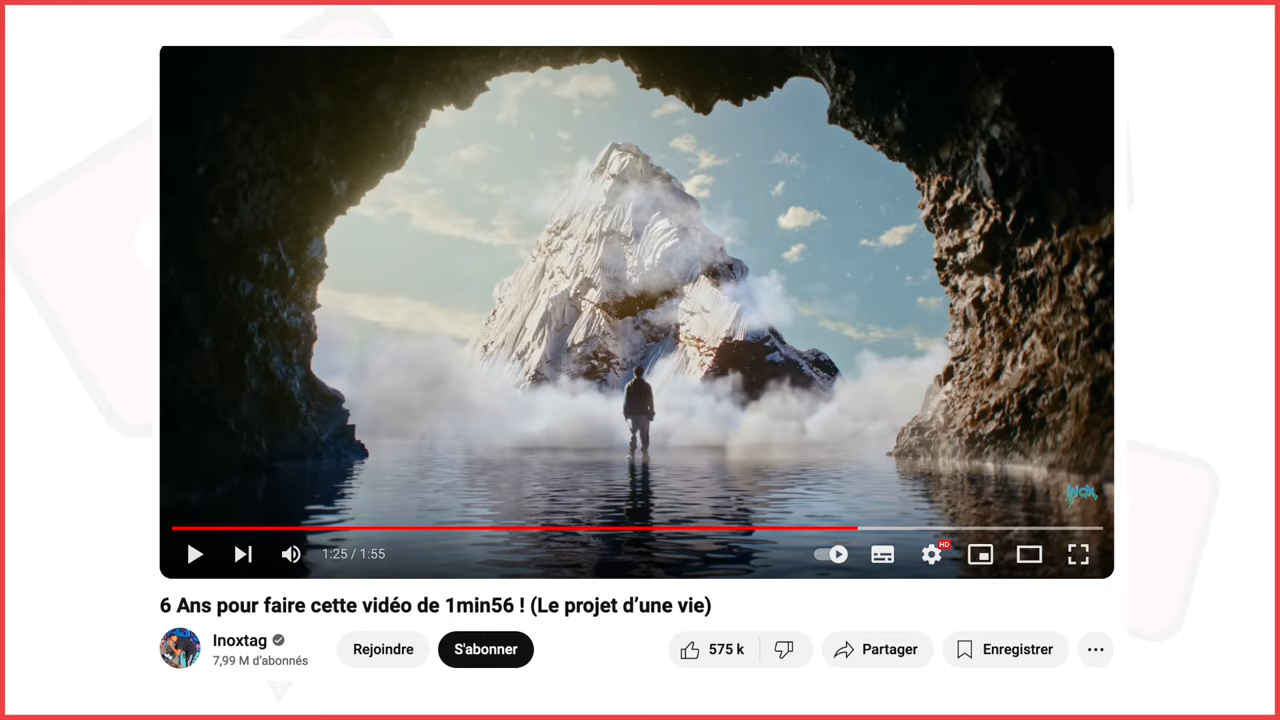 INOX
HD
1:25 / 1:55
6 Ans pour faire cette vidéo de 1min56 ! (Le projet d’une vie)
Inoxtag
7,99 M d’abonnés
Rejoindre
S'abonner
575 k
Partager
Enregistrer